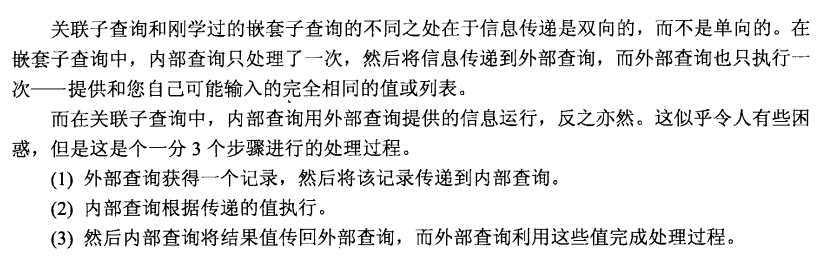 关联子查询和刚学过的嵌套子查询的不同之处在于信息传递是双向的，而不是单向的。在
嵌套子查询中，内部查询只处理了一次，然后将信息传递到外部查询，而外部查询也只执行一
次——提供和您自己可能输入的完全相同的值或列表。
而在关联子查询中，内部查询用外部查询提供的信息运行，反之亦然。这似乎令人有些困
惑，但是这是个一分 3 个步骤进行的处理过程。
(1) 外部查询获得一个记录，然后将该记录传递到内部查询。
(2) 内部查询根据传递的值执行。
(3) 然后内部查询将结果值传回外部查询，而外部查询利用这些值完成处理过程。